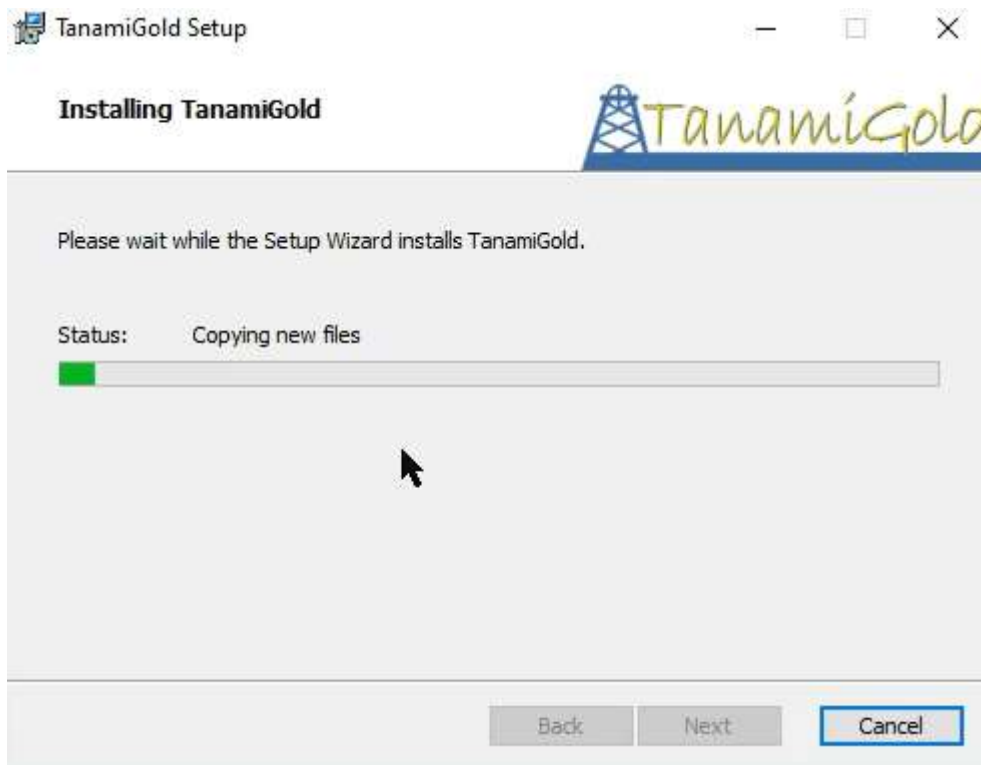 TanamiGold Setup
Installing TanamiGold
TanamiGold
Please wait while the Setup Wizard installs TanamiGold.
Status: Copying new files
Back Next Cancel